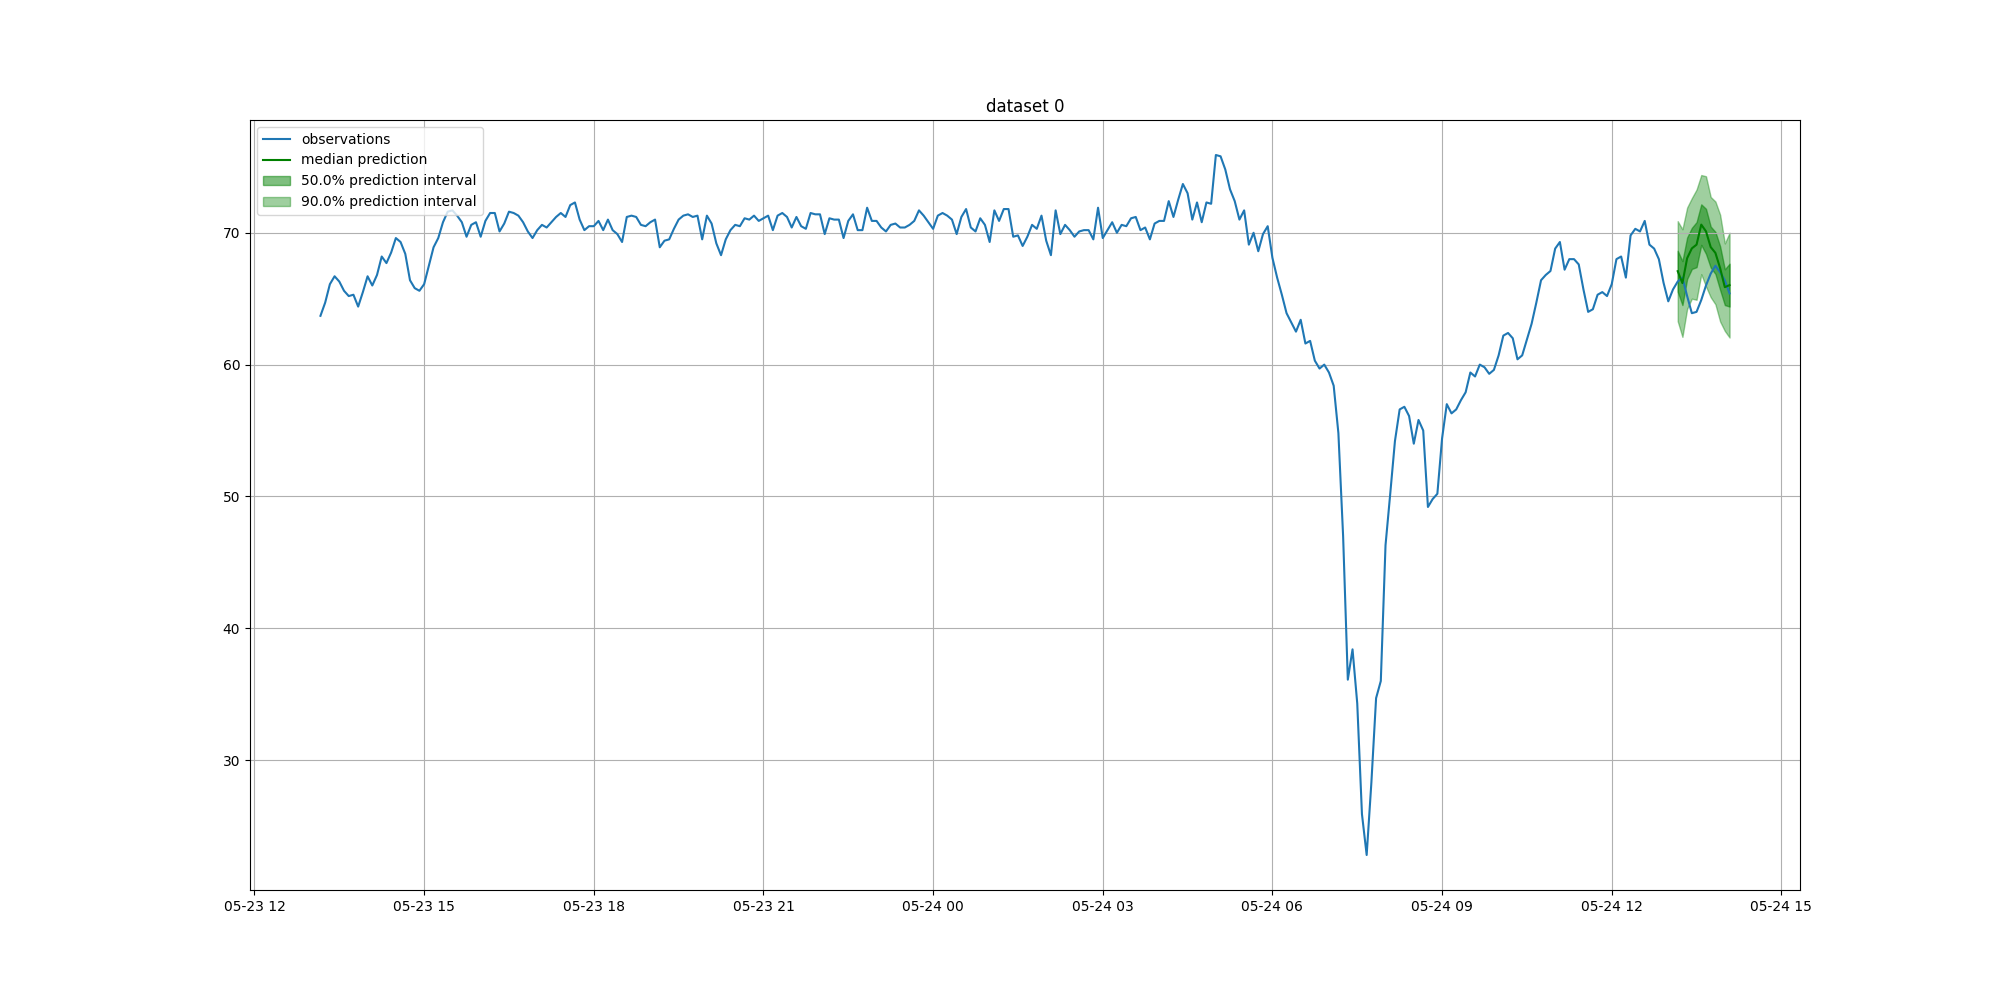 dataset 0
observations
median prediction
50.0% prediction interval
90.0% prediction interval
70
60
50
40
30
05-23 12 05-23 15 05-23 18 05-23 21 05-24 00 05-24 03 05-24 06 05-24 09 05-24 12 05-24 15